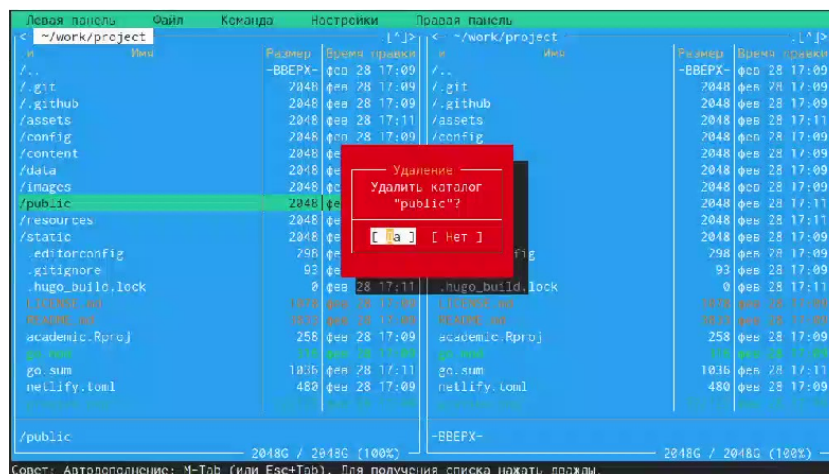 Левая панель Файл Команда Настройки Правая панель
< ~/work/project .[^]> < ~/work/project .[^]>
и Имя Размер Время правки и Имя Размер Время правки
/.. -ВВЕРХ- фев 28 17:09 /.. -ВВЕРХ- фев 28 17:09
/.git 2048 фев 28 17:09 /.git 2048 фев 28 17:09
/.github 2048 фев 28 17:09 /.github 2048 фев 28 17:09
/assets 2048 фев 28 17:11 /assets 2048 фев 28 17:11
/config 2048 фев 28 17:09 /config 2048 фев 28 17:09
/content 2048 2048 фев 28 17:09
/data 2048 2048 фев 28 17:09
/images 2048 2048 фев 28 17:09
/public 2048 2048 фев 28 17:11
/resources 2048 2048 фев 28 17:11
/static 2048 2048 фев 28 17:09
.editorconfig 298 298 фев 28 17:09
.gitignore 93 93 фев 28 17:09
.hugo_build.lock 0 фев 28 17:11 .hugo_build.lock 0 фев 28 17:11
LICENSE.md README.md
academic.Rproj 258 фев 28 17:09 academic.Rproj 258 фев 28 17:09
go.sum 1036 фев 28 17:11 go.sum 1036 фев 28 17:11
netlify.toml 480 фев 28 17:09 netlify.toml 480 фев 28 17:09
Удаление
Удалить каталог
"public"?
[ Да ] [ Нет ]
/public -ВВЕРХ-
2048G / 2048G (100%) 2048G / 2048G (100%)
Совет: Автодополнение: M-Tab (или Esc+Tab). Для получения списка нажать дважды.